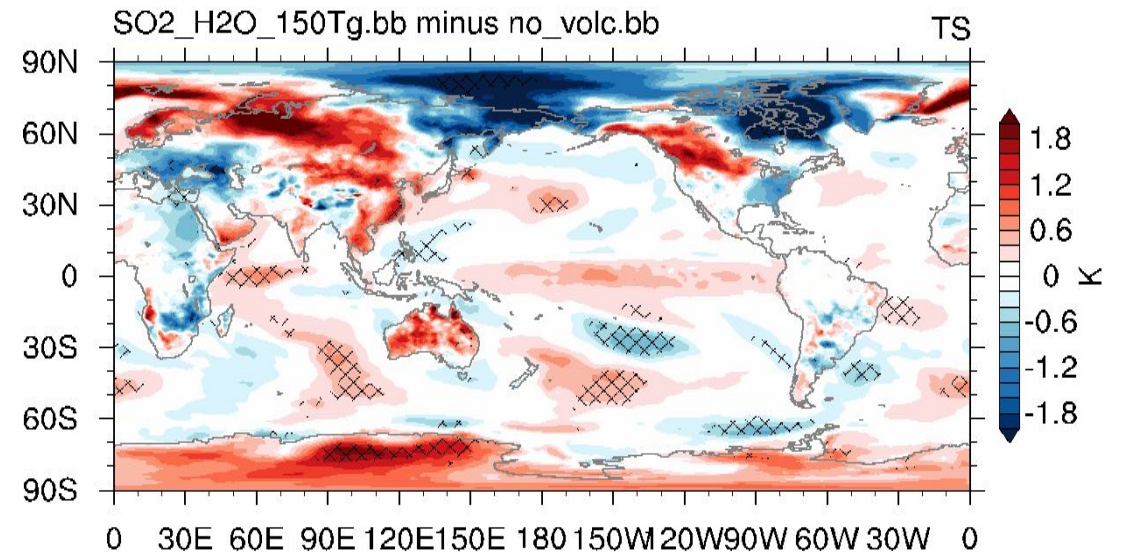 SO2_H2O_150Tg.bb minus no_volc.bb TS
90N
60N
30N
0
30S
60S
90S
0 30E 60E 90E 120E 150E 180 150W 120W 90W 60W 30W 0
1.8
1.2
0.6
0
-0.6
-1.2
-1.8
K